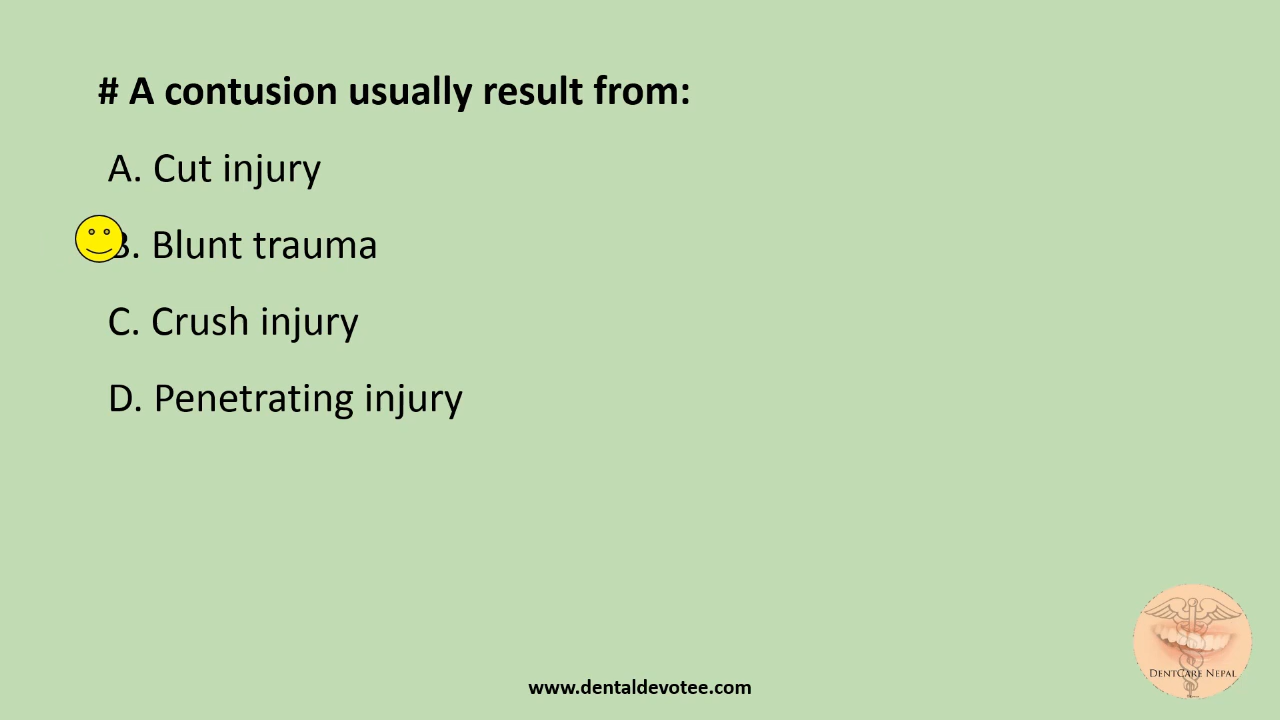 # A contusion usually result from:
A. Cut injury
B. Blunt trauma
C. Crush injury
D. Penetrating injury
DENTCARE NEPAL
www.dentaldevotee.com